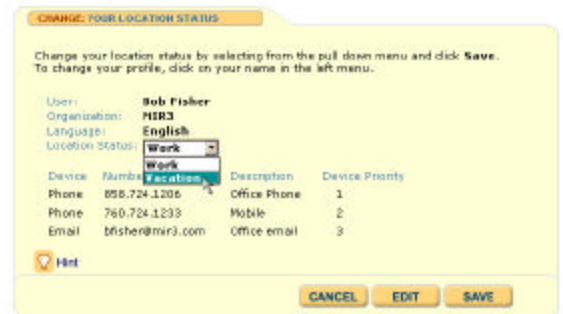 CHANGE: YOUR LOCATION STATUS
Change your location status by selecting from the pull down menu and click Save.
To change your profile, click on your name in the left menu.
User: Bob Fisher
Organization: MIR3
Language: English
Location Status: Work
Work
Vacation
Device Numbe Description Device Priority
Phone 858.724.1206 Office Phone 1
Phone 760.724.1233 Mobile 2
Email bfisher@mir3.com Office email 3
Hint
CANCEL EDIT SAVE